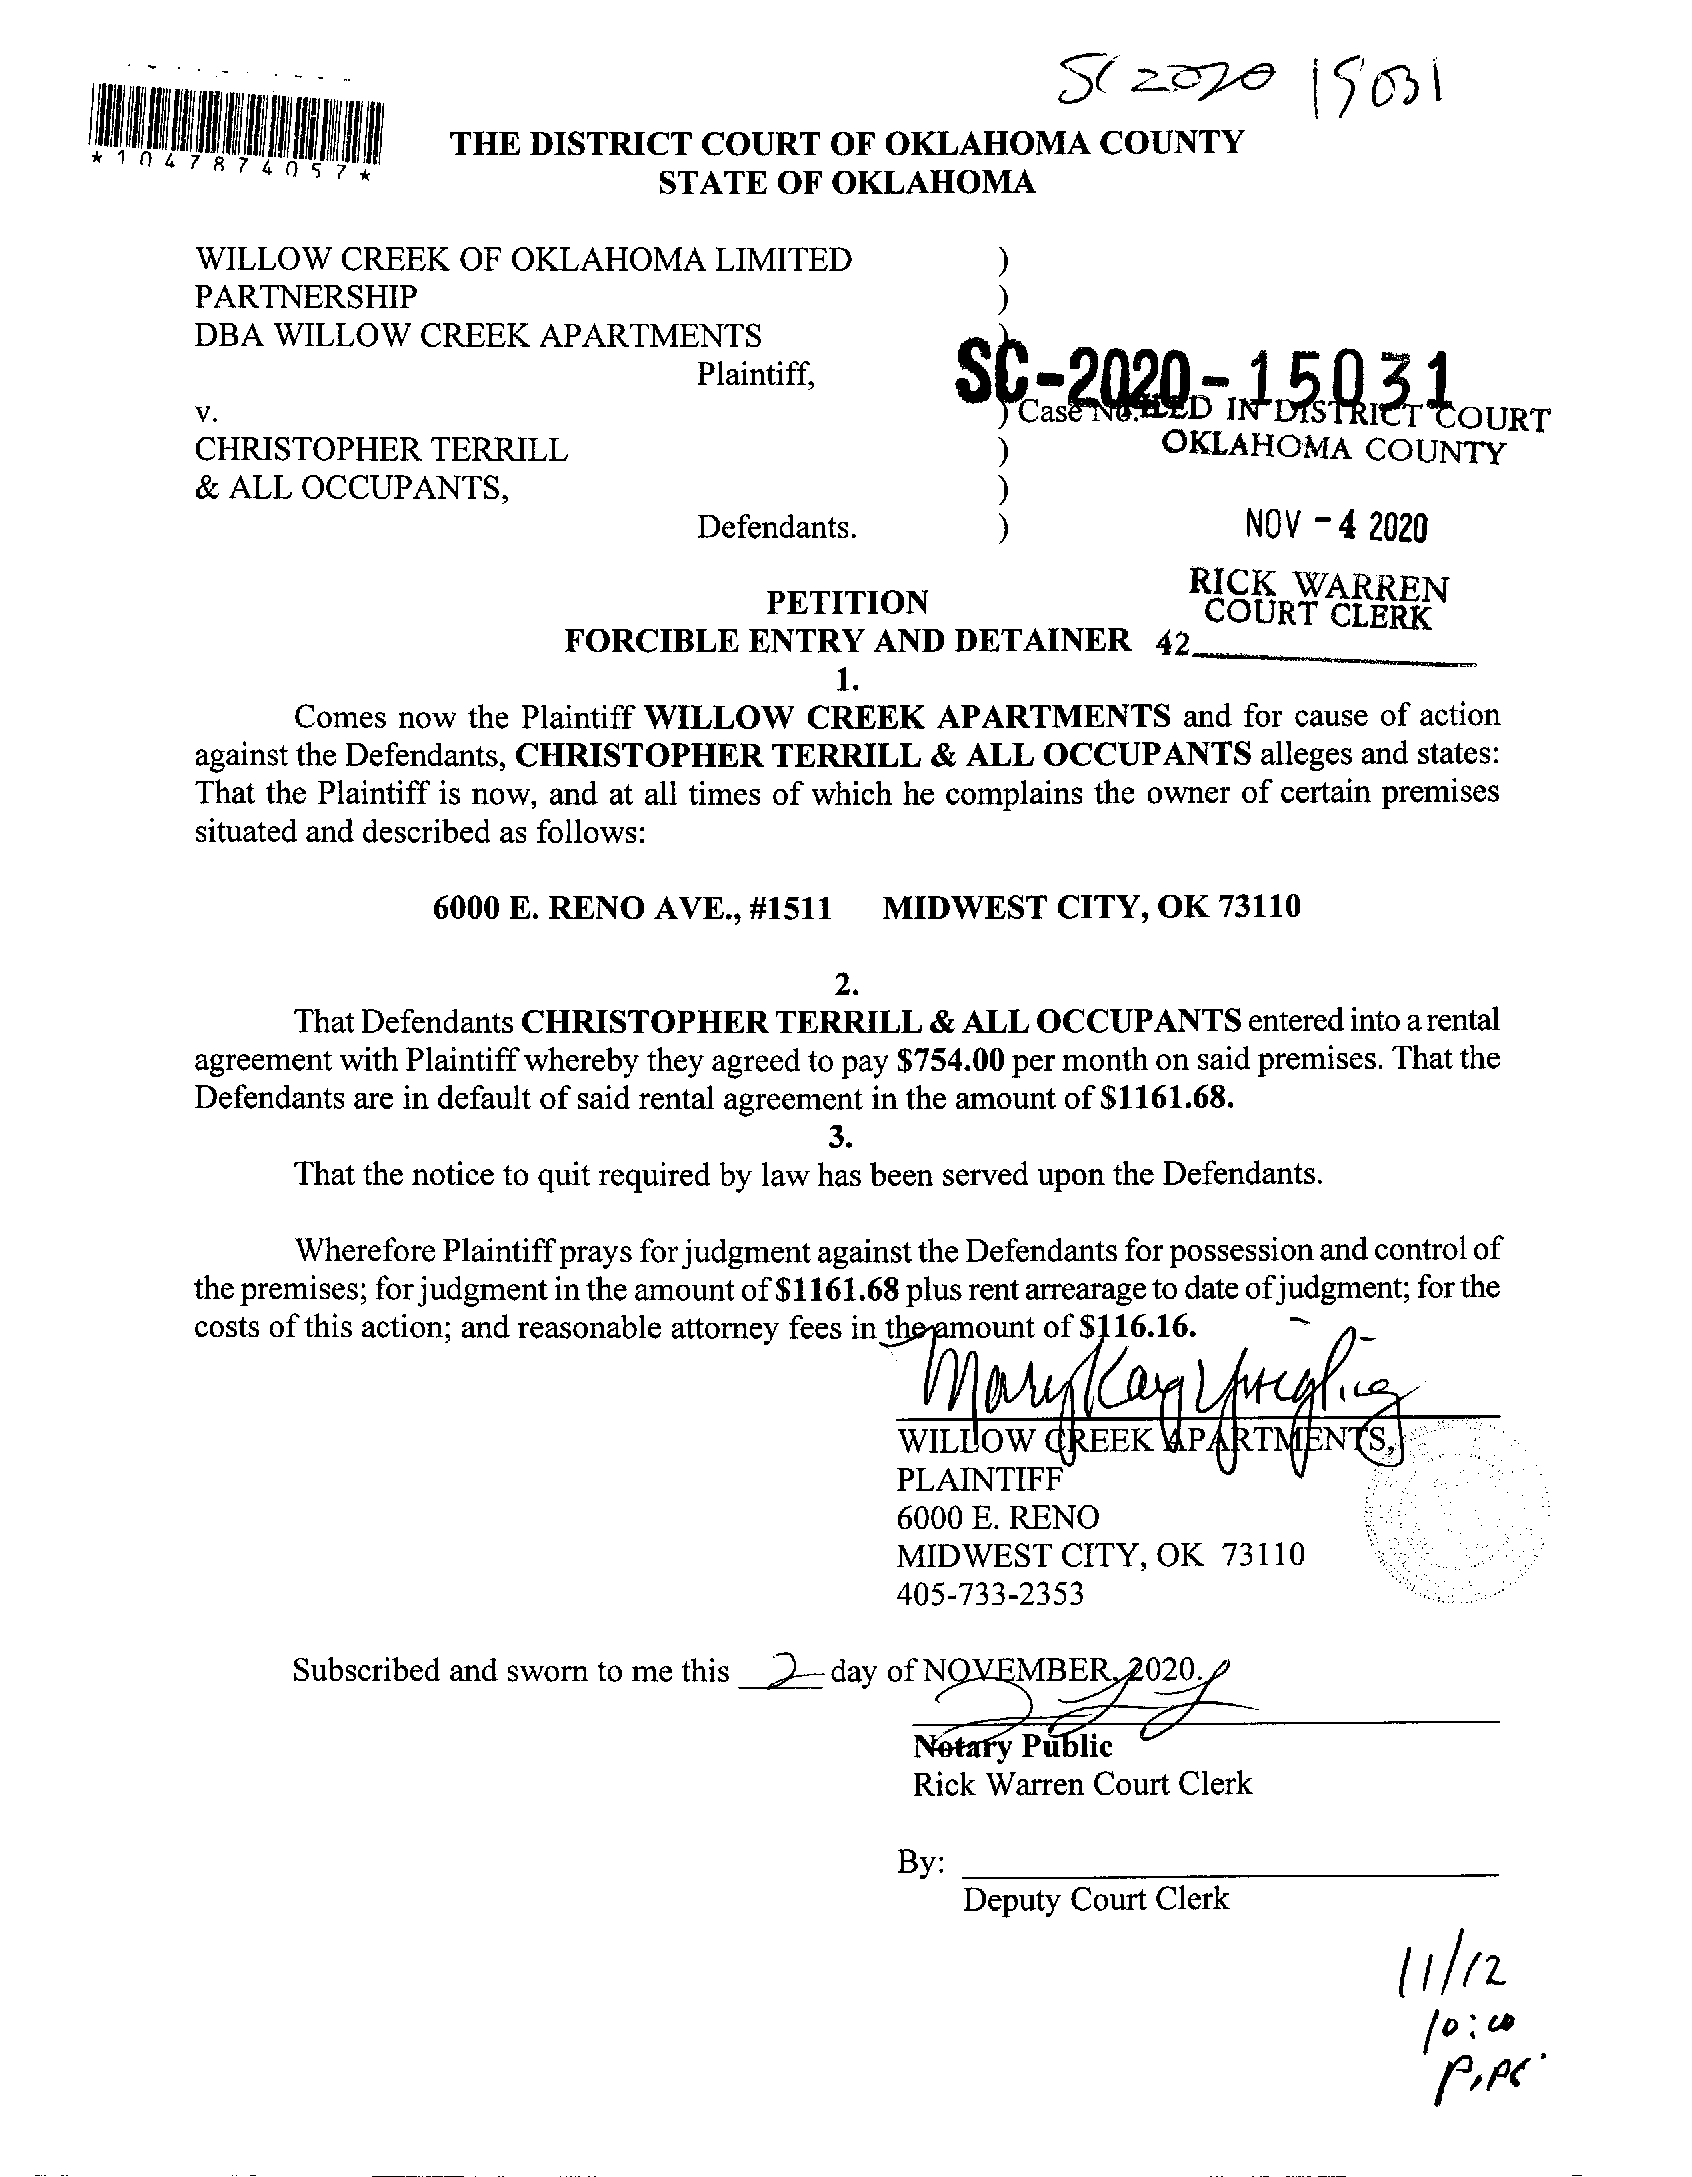 SC 2020 15031
*1047874057*
THE DISTRICT COURT OF OKLAHOMA COUNTY
STATE OF OKLAHOMA
WILLOW CREEK OF OKLAHOMA LIMITED )
PARTNERSHIP )
DBA WILLOW CREEK APARTMENTS )
Plaintiff,
SC-2020-15031
v. ) Case No. FILED IN DISTRICT COURT
CHRISTOPHER TERRILL ) OKLAHOMA COUNTY
& ALL OCCUPANTS, )
Defendants. ) NOV - 4 2020
RICK WARREN
PETITION COURT CLERK
FORCIBLE ENTRY AND DETAINER 42
1.
Comes now the Plaintiff WILLOW CREEK APARTMENTS and for cause of action
against the Defendants, CHRISTOPHER TERRILL & ALL OCCUPANTS alleges and states:
That the Plaintiff is now, and at all times of which he complains the owner of certain premises
situated and described as follows:
6000 E. RENO AVE., #1511 MIDWEST CITY, OK 73110
2.
That Defendants CHRISTOPHER TERRILL & ALL OCCUPANTS entered into a rental
agreement with Plaintiff whereby they agreed to pay $754.00 per month on said premises. That the
Defendants are in default of said rental agreement in the amount of $1161.68.
3.
That the notice to quit required by law has been served upon the Defendants.
Wherefore Plaintiff prays for judgment against the Defendants for possession and control of
the premises; for judgment in the amount of $1161.68 plus rent arrearage to date of judgment; for the
costs of this action; and reasonable attorney fees in the amount of $116.16.
Mary Kay
WILLOW CREEK APARTMENTS,
PLAINTIFF
6000 E. RENO
MIDWEST CITY, OK 73110
405-733-2353
Subscribed and sworn to me this 2 day of NOVEMBER, 2020.
Notary Public
Rick Warren Court Clerk
By:
Deputy Court Clerk
11/12
10:00